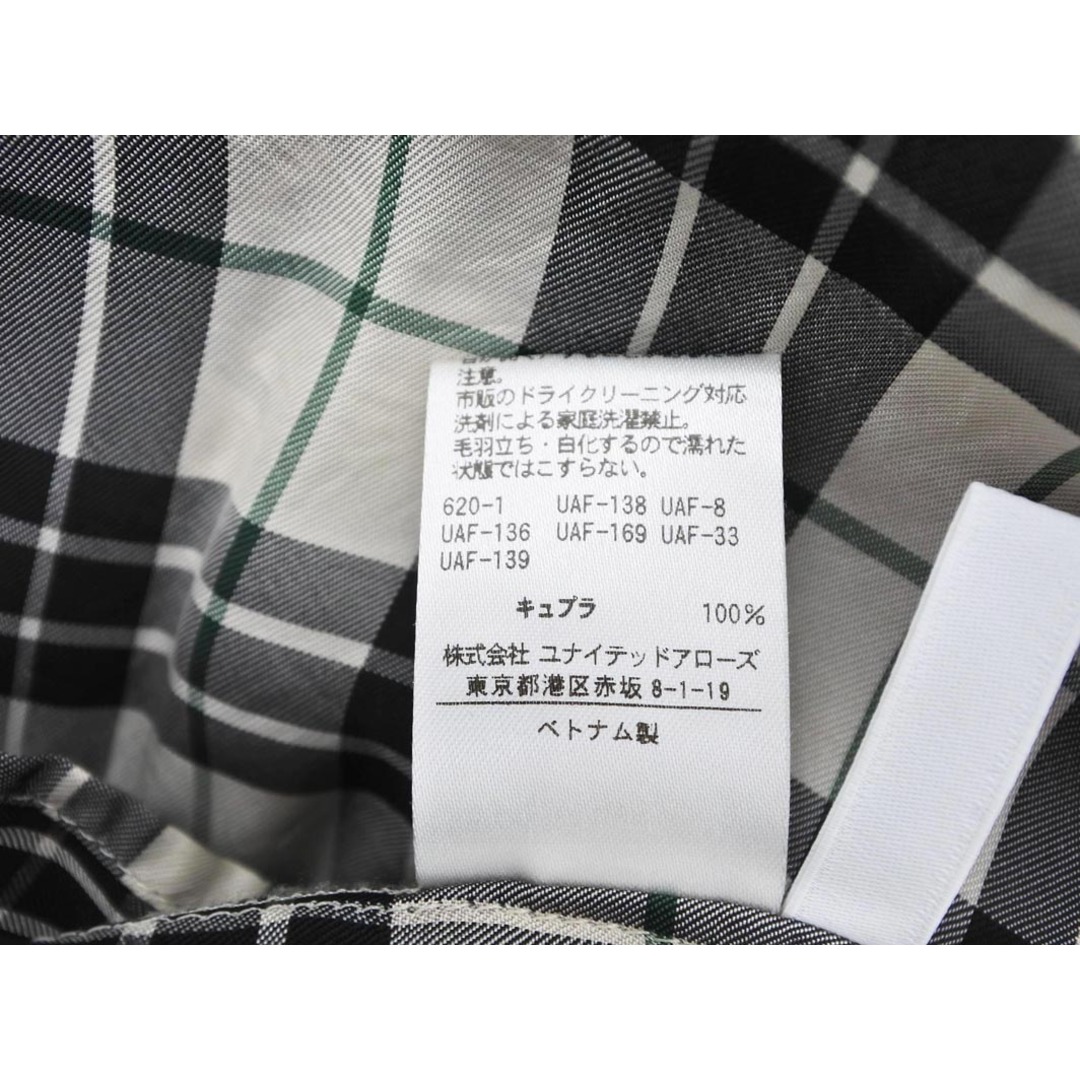 注意。
市販のドライクリーニング対応
洗剤による家庭洗濯禁止。
毛羽立ち・白化するので濡れた
状態ではこすらない。
620-1 UAF-138 UAF-8
UAF-136 UAF-169 UAF-33
UAF-139
キュプラ 100%
株式会社 ユナイテッドアローズ
東京都港区赤坂 8-1-19
ベトナム製